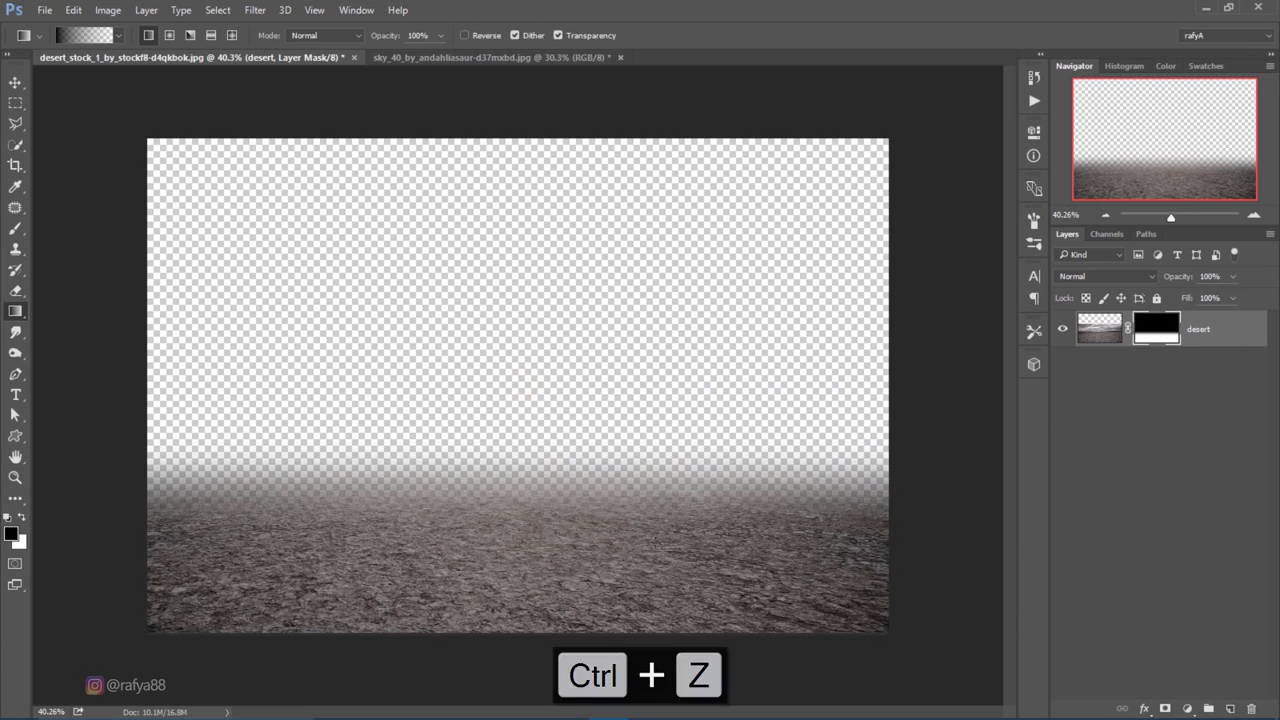 Ps File Edit Image Layer Type Select Filter 3D View Window Help
Mode: Normal Opacity: 100% Reverse Dither Transparency rafyA
desert_stock_1_by_stockf8-d4qkbok.jpg @ 40.3% (desert, Layer Mask/8) * × sky_40_by_andahliasaur-d37mxbd.jpg @ 30.3% (RGB/8) * ×
Navigator Histogram Color Swatches
40.26%
Layers Channels Paths
Kind
Normal Opacity: 100%
Lock: Fill: 100%
desert
Ctrl + Z
@rafya88
40.26% Doc: 10.1M/16.8M